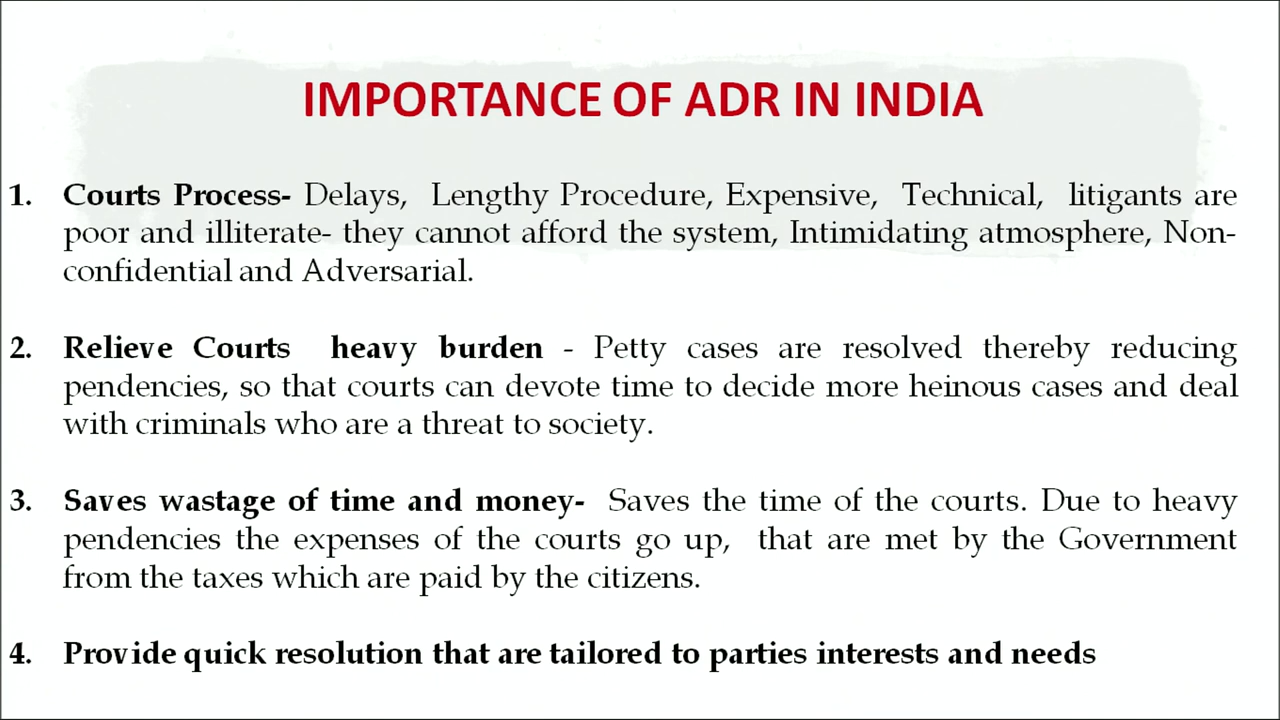 IMPORTANCE OF ADR IN INDIA
1. Courts Process- Delays, Lengthy Procedure, Expensive, Technical, litigants are
poor and illiterate- they cannot afford the system, Intimidating atmosphere, Non-
confidential and Adversarial.
2. Relieve Courts heavy burden - Petty cases are resolved thereby reducing
pendencies, so that courts can devote time to decide more heinous cases and deal
with criminals who are a threat to society.
3. Saves wastage of time and money- Saves the time of the courts. Due to heavy
pendencies the expenses of the courts go up, that are met by the Government
from the taxes which are paid by the citizens.
4. Provide quick resolution that are tailored to parties interests and needs